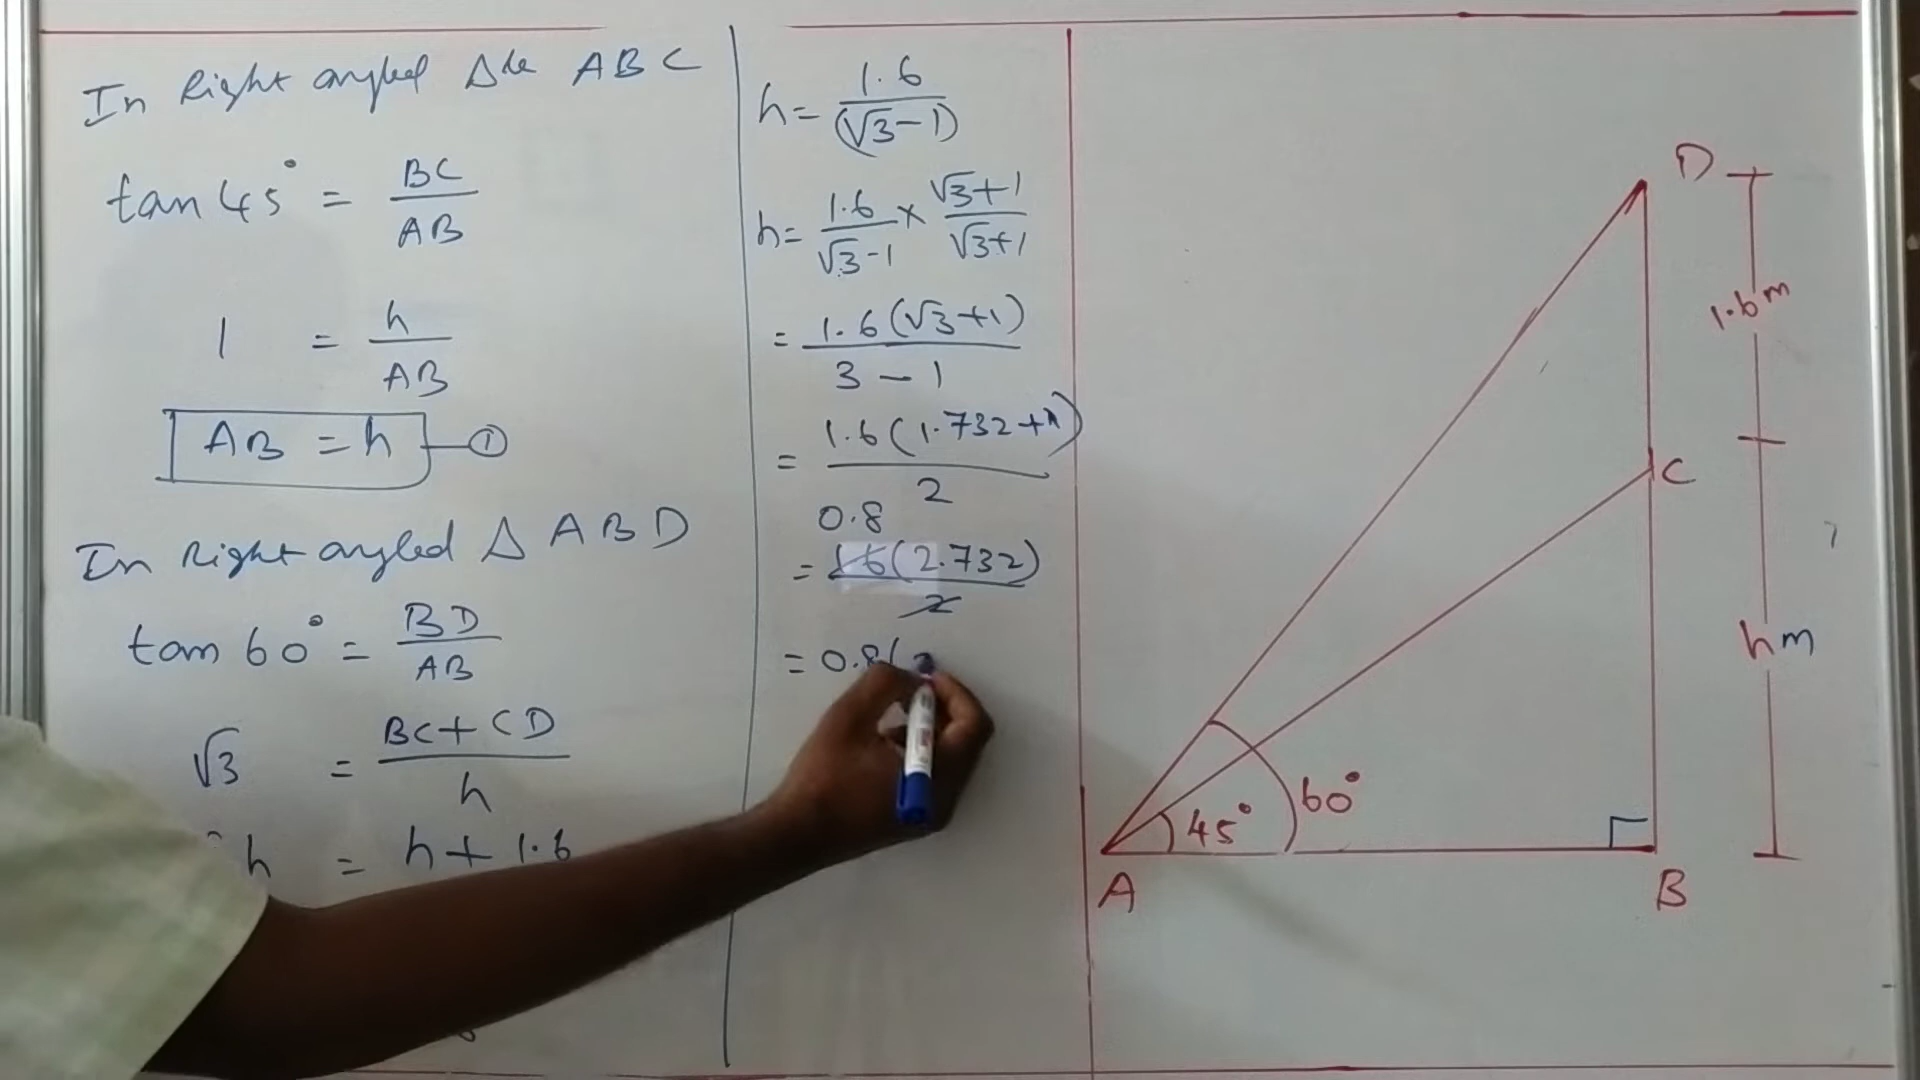 In Right angled Δle ABC
tan 45° = BC/AB
1 = h/AB
AB = h —①
In Right angled Δ ABD
tan 60° = BD/AB
√3 = BC+CD/h
h = h+1.6
h = 1.6/(√3-1)
h = 1.6/√3-1 × √3+1/√3+1
= 1.6(√3+1)/3-1
= 1.6(1.732+1)/2
0.8
= 1.6(2.732)/2
= 0.8(2
D
1.6m
C
hm
60°
45°
A
B